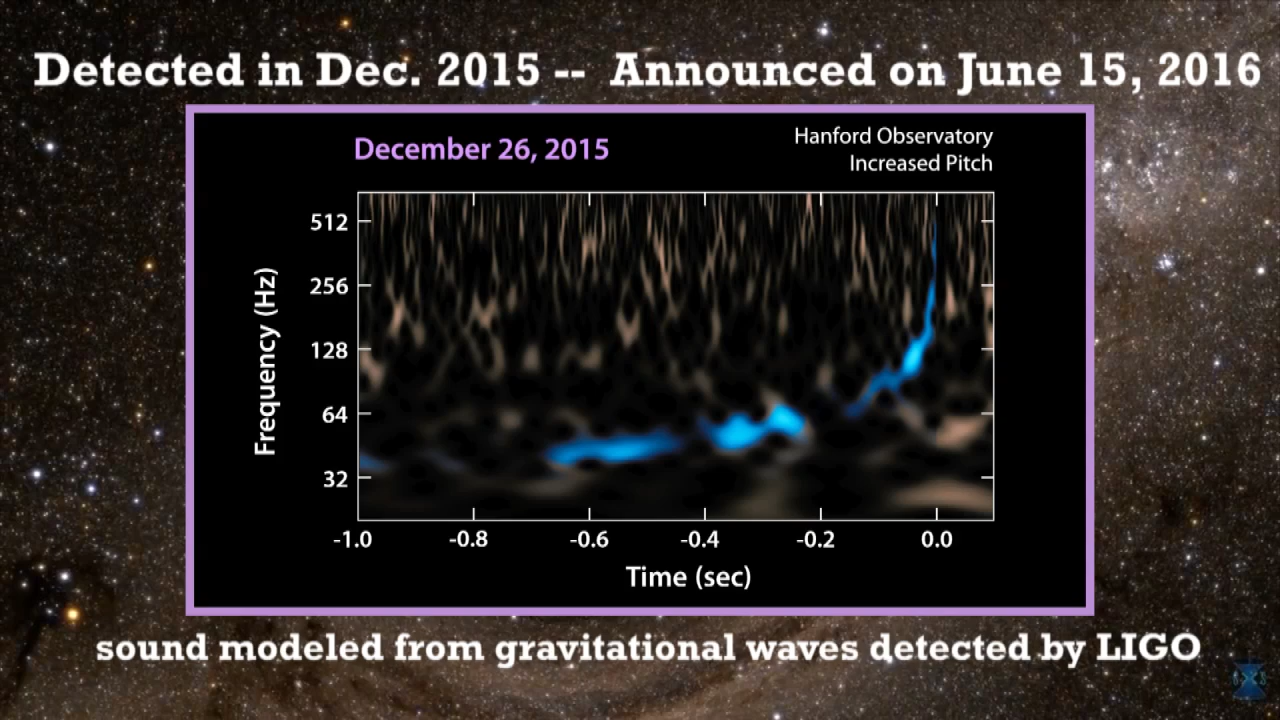 Detected in Dec. 2015 -- Announced on June 15, 2016
December 26, 2015
Hanford Observatory
Increased Pitch
Frequency (Hz)
512
256
128
64
32
-1.0 -0.8 -0.6 -0.4 -0.2 0.0
Time (sec)
sound modeled from gravitational waves detected by LIGO